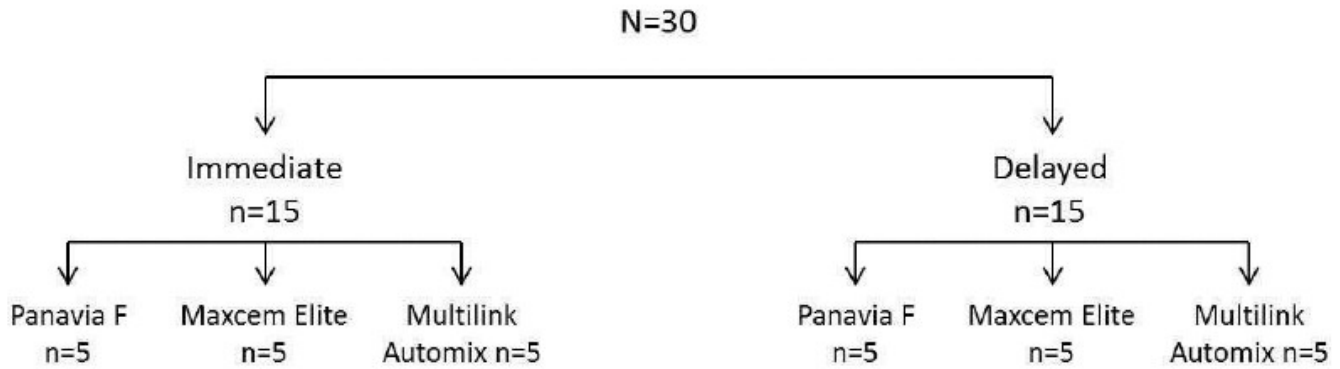 N=30
Immediate
n=15
Delayed
n=15
Panavia F
n=5
Maxcem Elite
n=5
Multilink
Automix n=5
Panavia F
n=5
Maxcem Elite
n=5
Multilink
Automix n=5